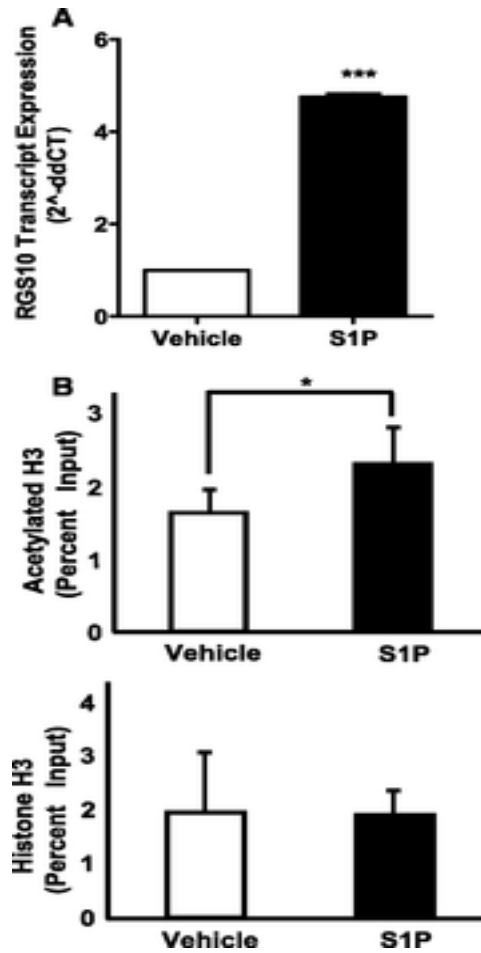 A
RGS10 Transcript Expression
(2^-ddCT)
6
4
2
0
***
Vehicle S1P
B
Acetylated H3
(Percent Input)
3
2
1
0
*
Vehicle S1P
Histone H3
(Percent Input)
4
3
2
1
0
Vehicle S1P